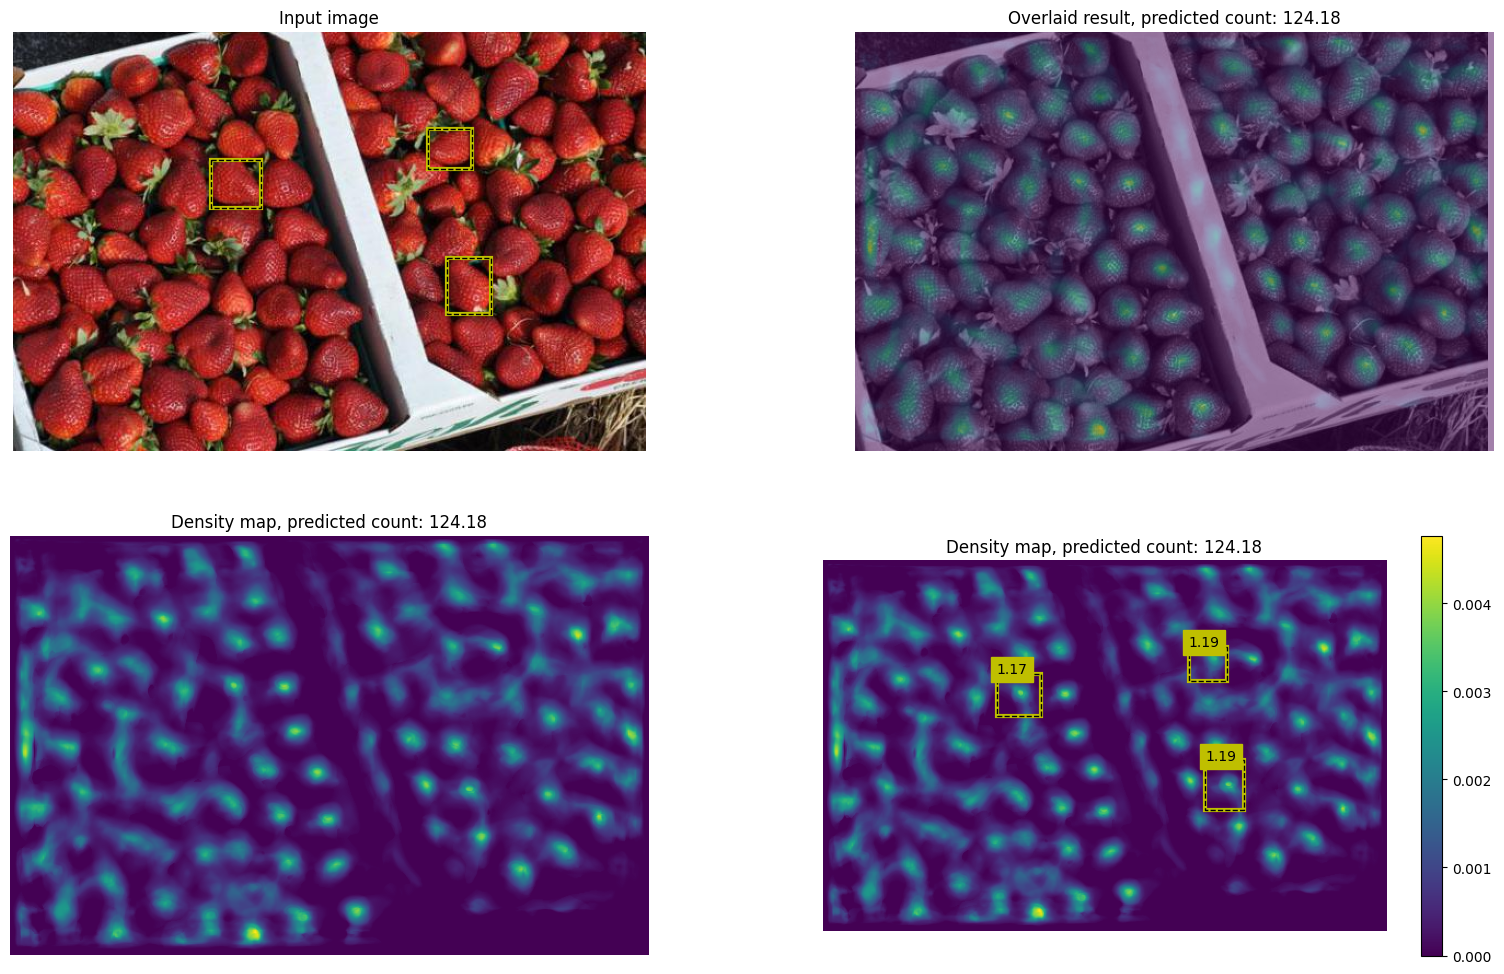 Input image
Overlaid result, predicted count: 124.18
Density map, predicted count: 124.18
Density map, predicted count: 124.18
1.17
1.19
1.19
0.004
0.003
0.002
0.001
0.000